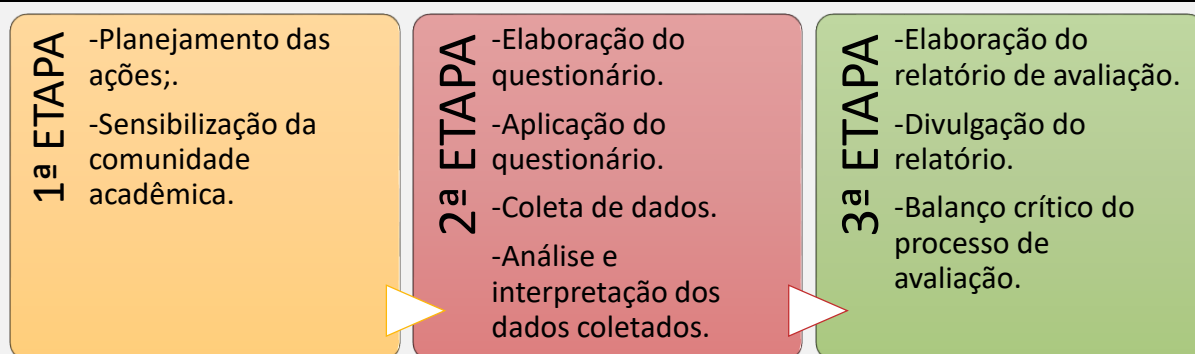 1ª ETAPA
-Planejamento das
ações;.
-Sensibilização da
comunidade
acadêmica.
2ª ETAPA
-Elaboração do
questionário.
-Aplicação do
questionário.
-Coleta de dados.
-Análise e
interpretação dos
dados coletados.
3ª ETAPA
-Elaboração do
relatório de avaliação.
-Divulgação do
relatório.
-Balanço crítico do
processo de
avaliação.